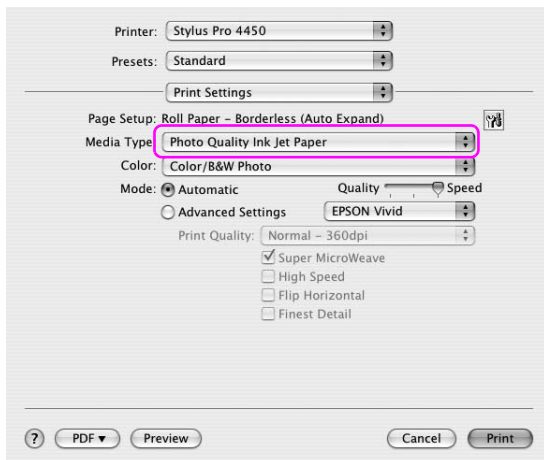 Printer: Stylus Pro 4450
Presets: Standard
Print Settings
Page Setup: Roll Paper – Borderless (Auto Expand)
Media Type: Photo Quality Ink Jet Paper
Color: Color/B&W Photo
Mode: Automatic Quality Speed
Advanced Settings EPSON Vivid
Print Quality: Normal – 360dpi
Super MicroWeave
High Speed
Flip Horizontal
Finest Detail
? PDF ▼ Preview Cancel Print